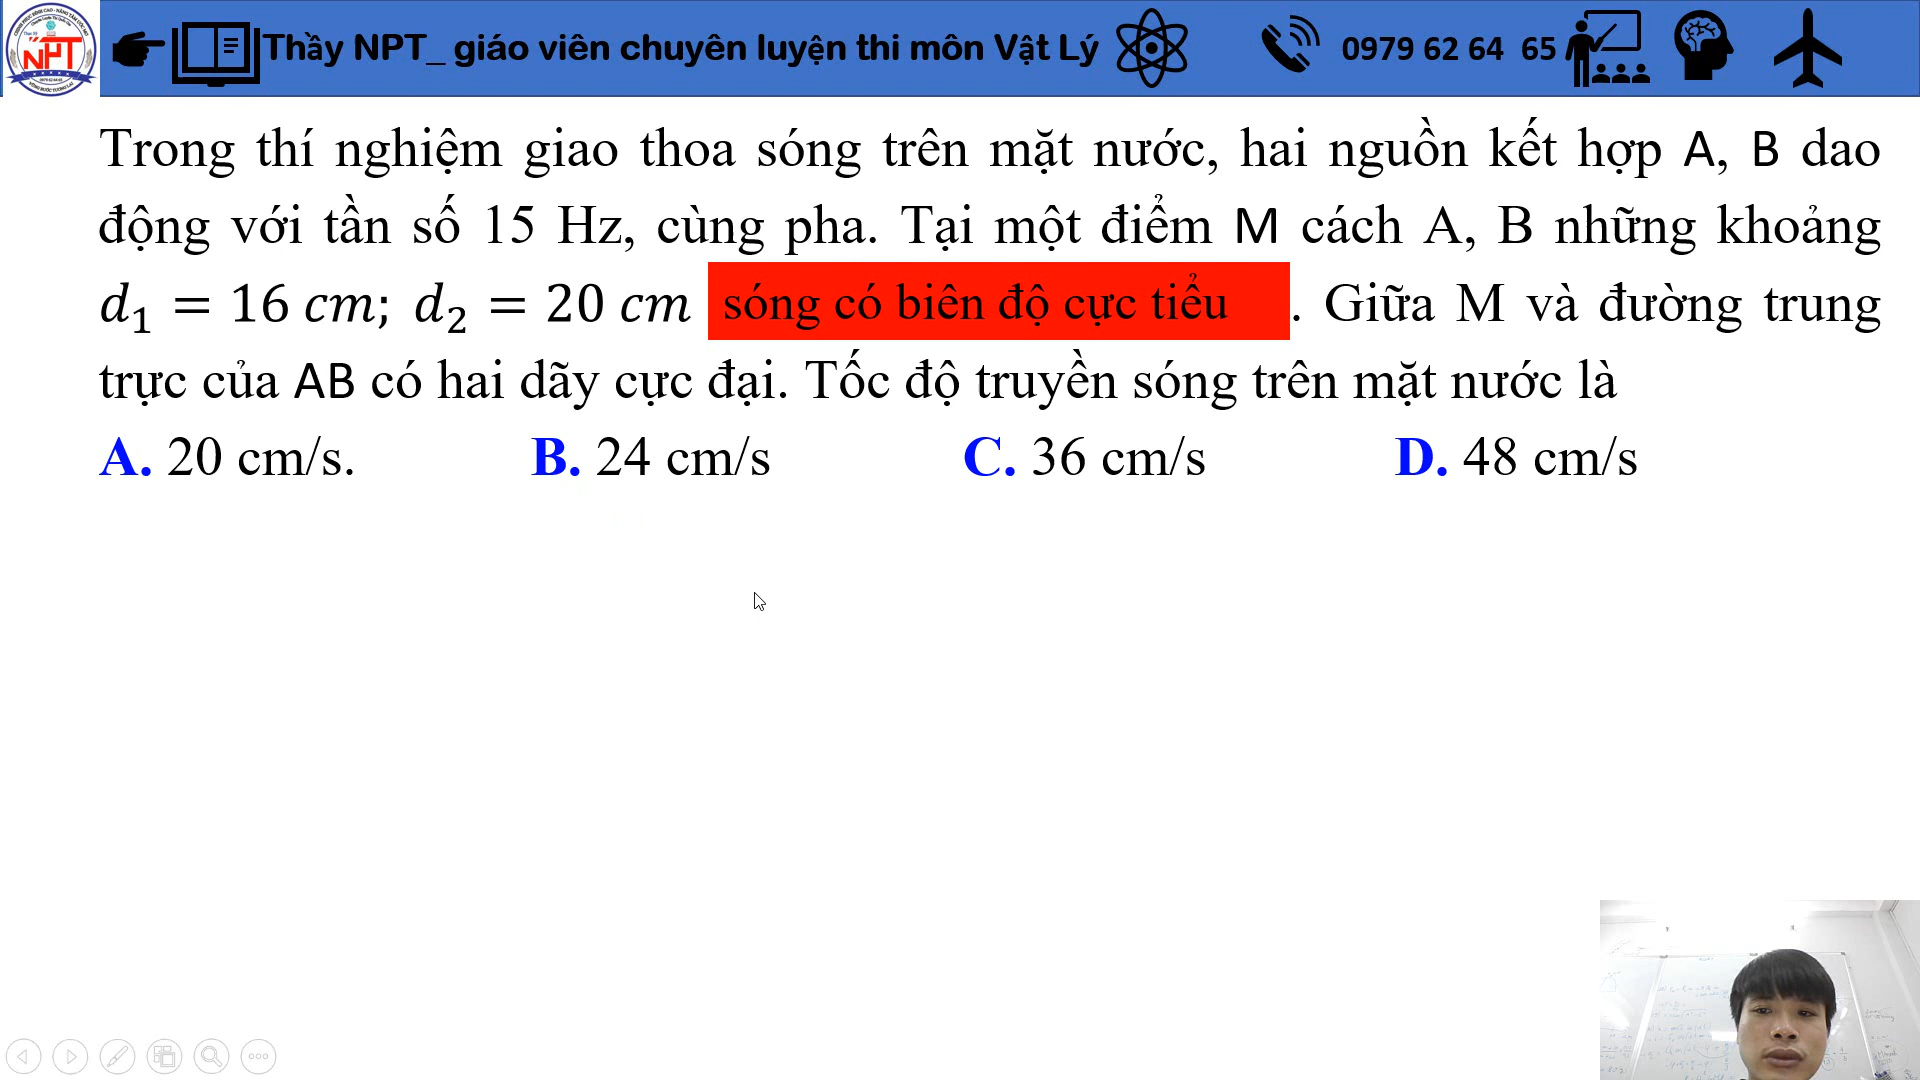 NPT
Thầy NPT_ giáo viên chuyên luyện thi môn Vật Lý
0979 62 64 65
Trong thí nghiệm giao thoa sóng trên mặt nước, hai nguồn kết hợp A, B dao
động với tần số 15 Hz, cùng pha. Tại một điểm M cách A, B những khoảng
d₁ = 16 cm; d₂ = 20 cm sóng có biên độ cực tiểu . Giữa M và đường trung
trực của AB có hai dãy cực đại. Tốc độ truyền sóng trên mặt nước là
A. 20 cm/s. B. 24 cm/s C. 36 cm/s D. 48 cm/s